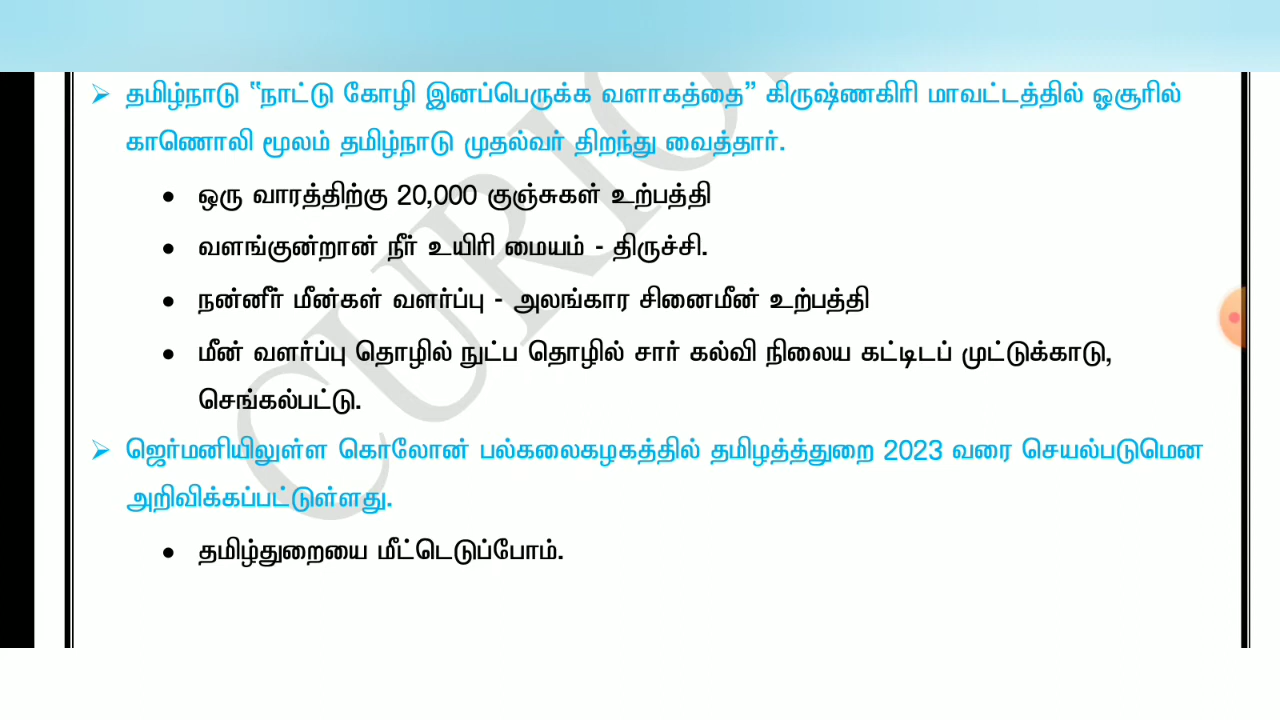 தமிழ்நாடு "நாட்டு கோழி இனப்பெருக்க வளாகத்தை” கிருஷ்ணகிரி மாவட்டத்தில் ஓசூரில்
காணொலி மூலம் தமிழ்நாடு முதல்வர் திறந்து வைத்தார்.
ஒரு வாரத்திற்கு 20,000 குஞ்சுகள் உற்பத்தி
வளங்குன்றான் நீர் உயிரி மையம் - திருச்சி.
நன்னீர் மீன்கள் வளர்ப்பு - அலங்கார சினைமீன் உற்பத்தி
மீன் வளர்ப்பு தொழில் நுட்ப தொழில் சார் கல்வி நிலைய கட்டிடப் முட்டுக்காடு,
செங்கல்பட்டு.
ஜெர்மனியிலுள்ள கொலோன் பல்கலைகழகத்தில் தமிழத்த்துறை 2023 வரை செயல்படுமென
அறிவிக்கப்பட்டுள்ளது.
தமிழ்துறையை மீட்டெடுப்போம்.